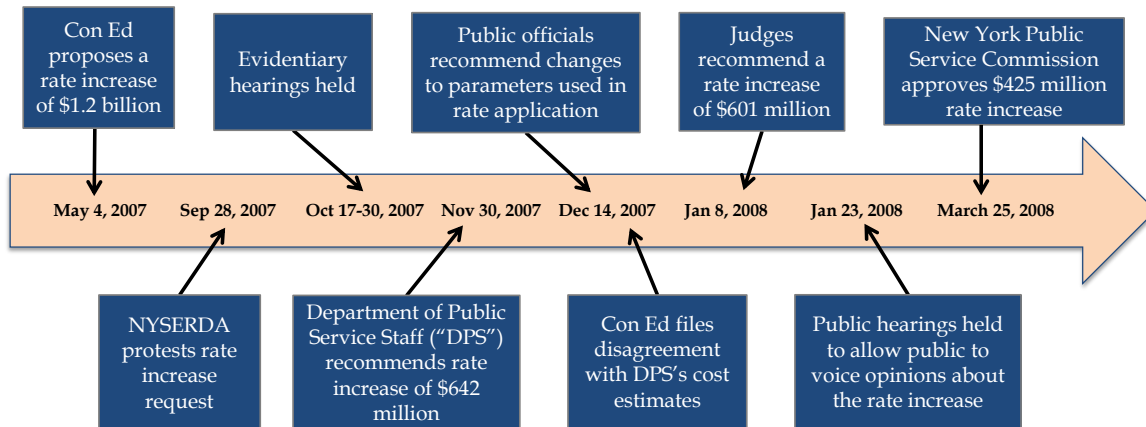 Con Ed
proposes a
rate increase
of $1.2 billion
Evidentiary
hearings held
Public officials
recommend changes
to parameters used in
rate application
Judges
recommend a
rate increase
of $601 million
New York Public
Service Commission
approves $425 million
rate increase
May 4, 2007
Sep 28, 2007
Oct 17-30, 2007
Nov 30, 2007
Dec 14, 2007
Jan 8, 2008
Jan 23, 2008
March 25, 2008
NYSERDA
protests rate
increase
request
Department of Public
Service Staff (“DPS”)
recommends rate
increase of $642
million
Con Ed files
disagreement
with DPS’s cost
estimates
Public hearings held
to allow public to
voice opinions about
the rate increase